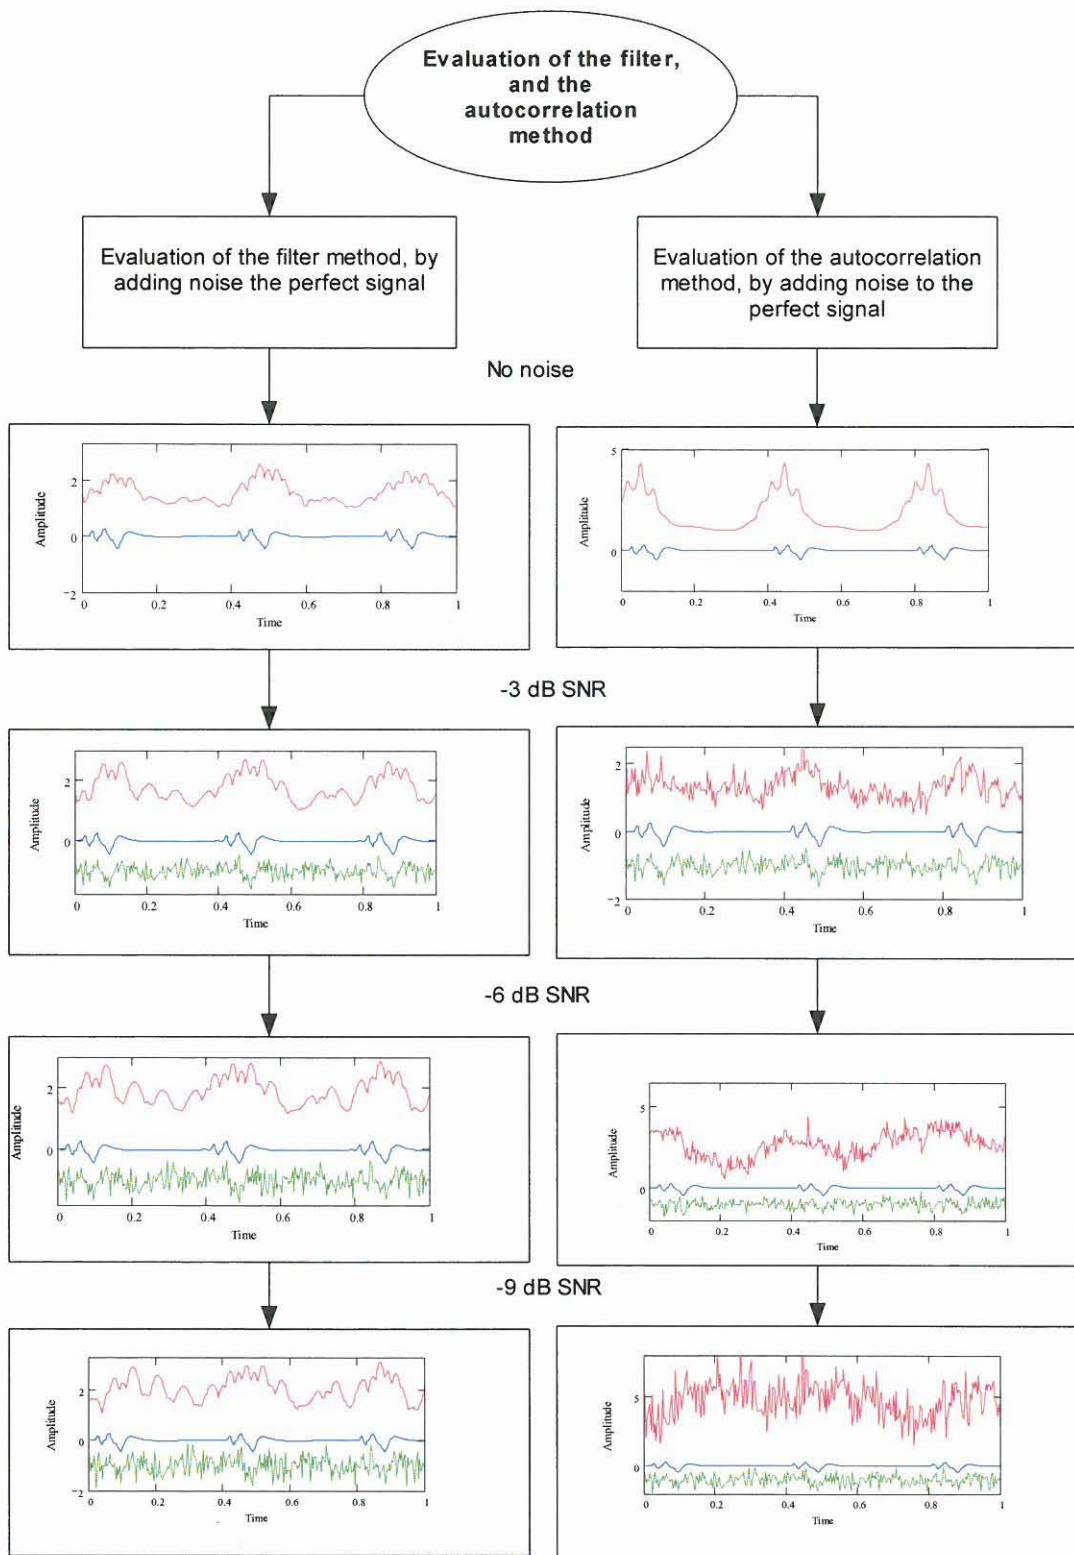 Evaluation of the filter,
and the
autocorrelation
method
Evaluation of the filter method, by
adding noise the perfect signal
Evaluation of the autocorrelation
method, by adding noise to the
perfect signal
No noise
Amplitude
2
0
−2
0 0.2 0.4 0.6 0.8 1
Time
Amplitude
5
0
0 0.2 0.4 0.6 0.8 1
Time
-3 dB SNR
Amplitude
2
0
0 0.2 0.4 0.6 0.8 1
Time
Amplitude
2
0
−2
0 0.2 0.4 0.6 0.8 1
Time
-6 dB SNR
Amplitude
2
0
0 0.2 0.4 0.6 0.8 1
Time
Amplitude
5
0
0 0.2 0.4 0.6 0.8 1
Time
-9 dB SNR
Amplitude
2
0
−2
0 0.2 0.4 0.6 0.8 1
Time
Amplitude
5
0
0 0.2 0.4 0.6 0.8 1
Time